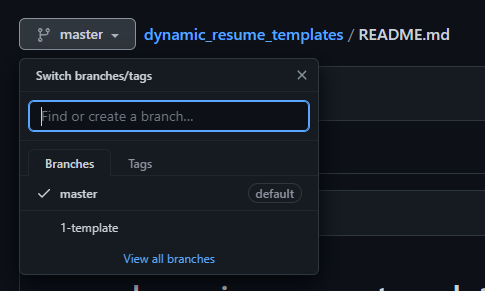 master dynamic_resume_templates / README.md
Switch branches/tags
Find or create a branch...
Branches Tags
master default
1-template
View all branches